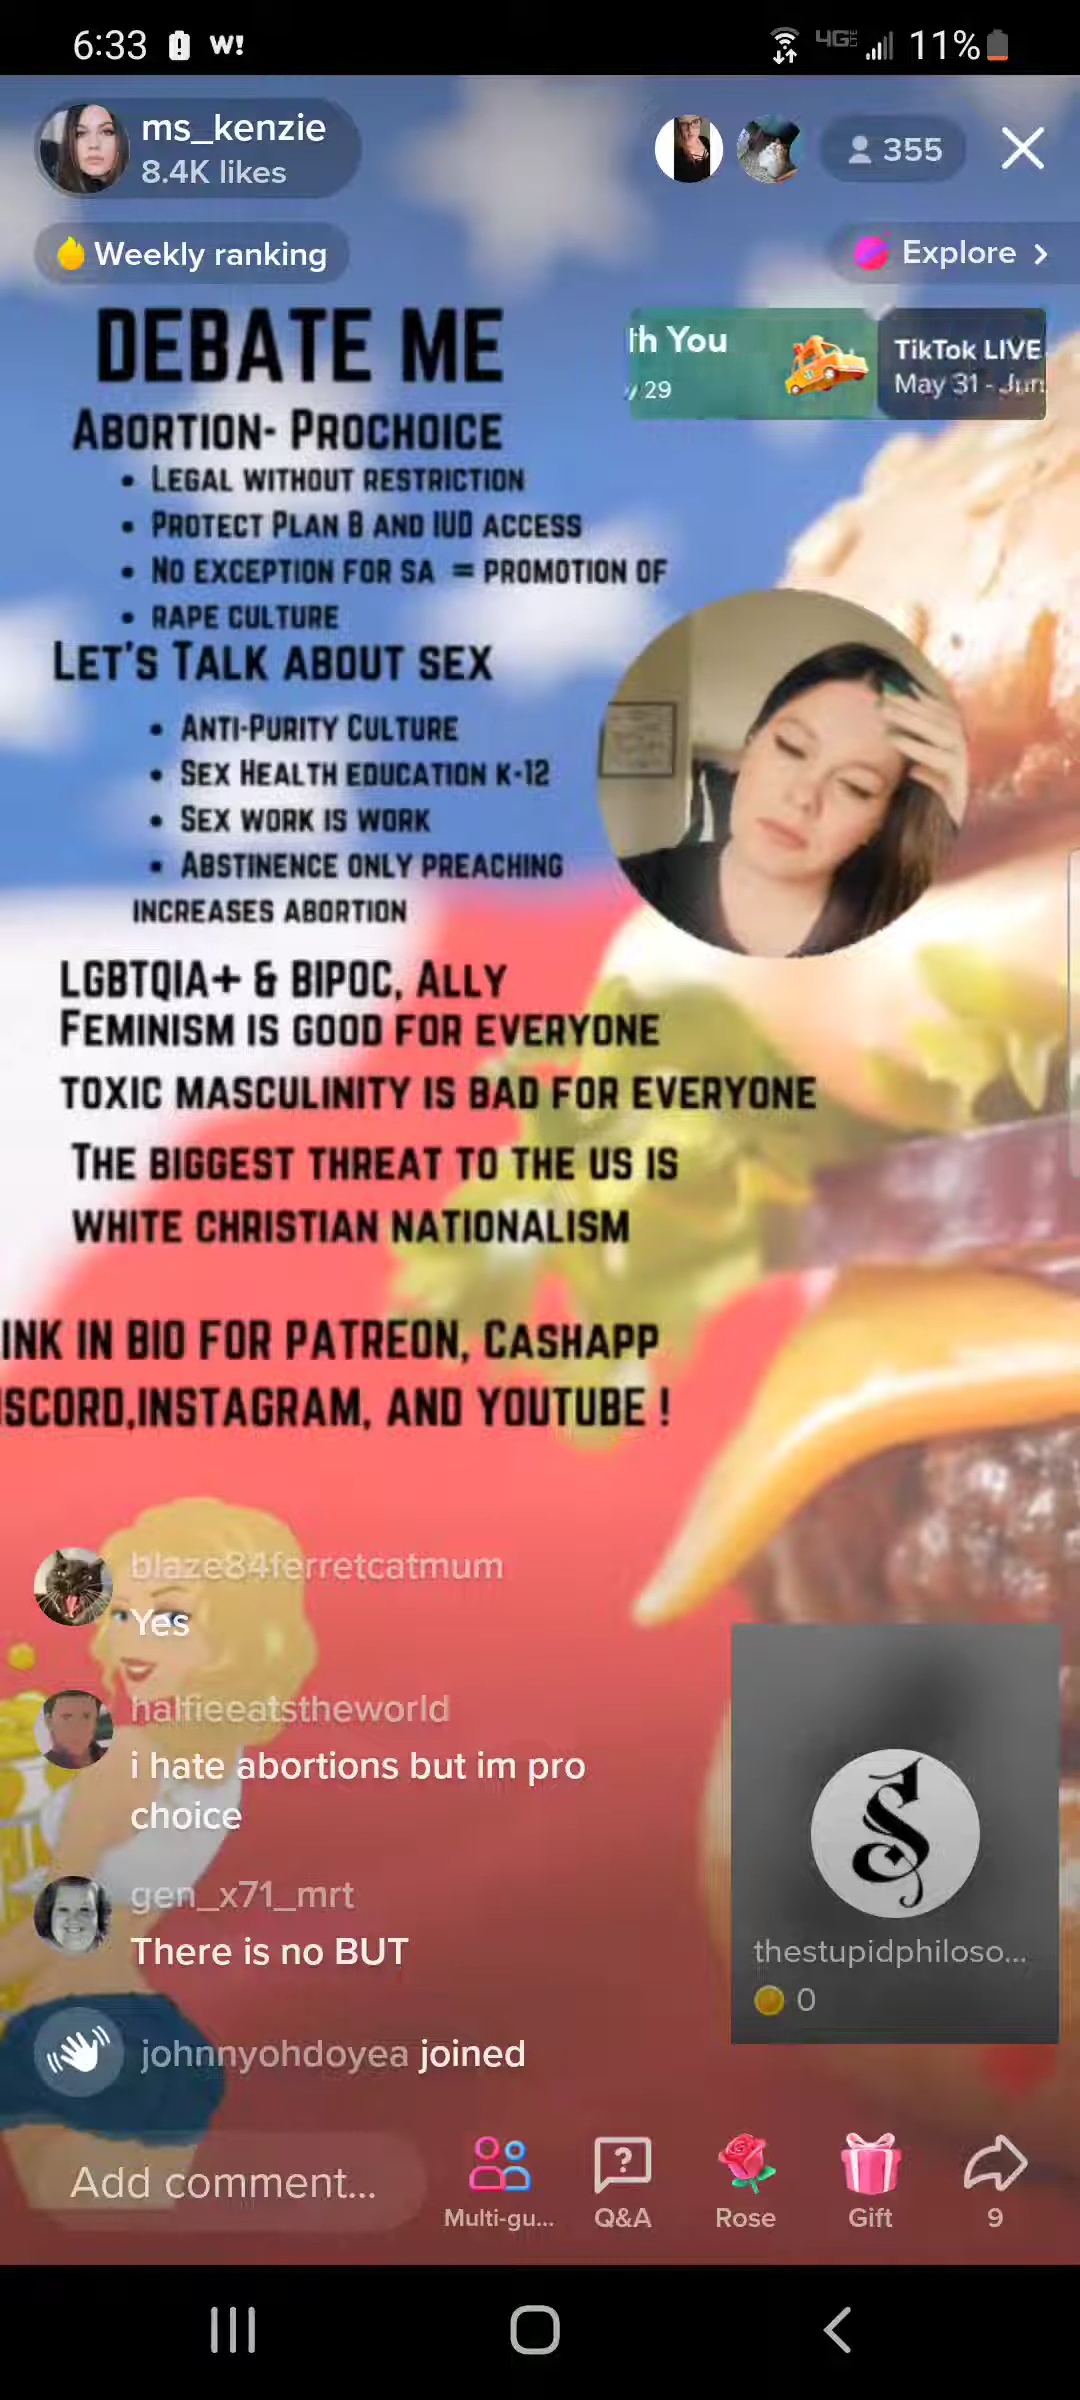 6:33 W! 4G LTE 11%
ms_kenzie
8.4K likes
355
Weekly ranking
Explore >
th You
29
TikTok LIVE
May 31 - Jun
DEBATE ME
ABORTION- PROCHOICE
• LEGAL WITHOUT RESTRICTION
• PROTECT PLAN B AND IUD ACCESS
• NO EXCEPTION FOR SA = PROMOTION OF
• RAPE CULTURE
LET'S TALK ABOUT SEX
• ANTI-PURITY CULTURE
• SEX HEALTH EDUCATION K-12
• SEX WORK IS WORK
• ABSTINENCE ONLY PREACHING
INCREASES ABORTION
LGBTQIA+ & BIPOC, ALLY
FEMINISM IS GOOD FOR EVERYONE
TOXIC MASCULINITY IS BAD FOR EVERYONE
THE BIGGEST THREAT TO THE US IS
WHITE CHRISTIAN NATIONALISM
INK IN BIO FOR PATREON, CASHAPP
ISCORD,INSTAGRAM, AND YOUTUBE !
blaze84ferretcatmum
Yes
halfieeatstheworld
i hate abortions but im pro
choice
gen_x71_mrt
There is no BUT
johnnyohdoyea joined
S
thestupidphiloso...
0
Add comment...
Multi-gu...
Q&A
Rose
Gift
9